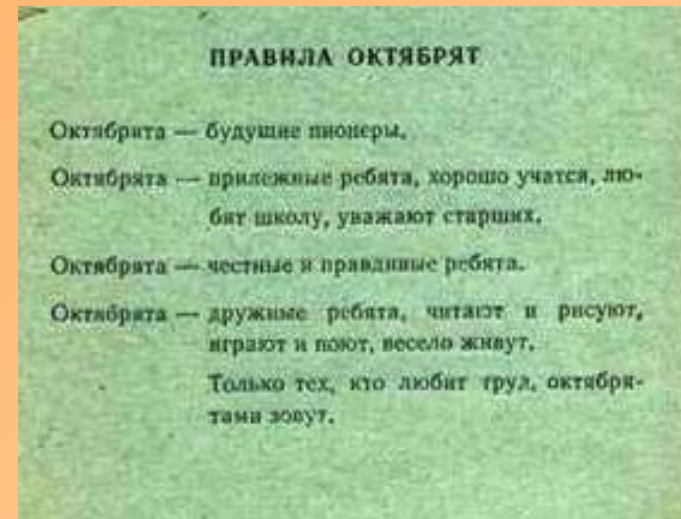 ПРАВИЛА ОКТЯБРЯТ
Октябрята — будущие пионеры.
Октябрята — прилежные ребята, хорошо учатся, лю-
бят школу, уважают старших.
Октябрята — честные и правдивые ребята.
Октябрята — дружные ребята, читают и рисуют,
играют и поют, весело живут.
Только тех, кто любит труд, октября-
тами зовут.